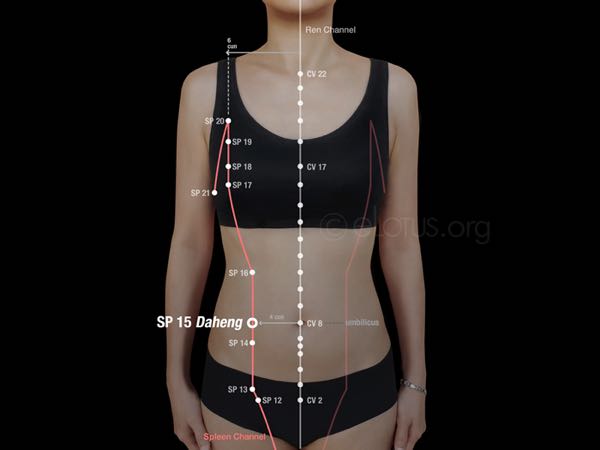 6
cun
Ren Channel
CV 22
SP 20
SP 19
SP 18
CV 17
SP 17
SP 21
© eLotus.org
SP 16
SP 15 Daheng
4 cun
CV 8
umbilicus
SP 14
SP 13
SP 12
CV 2
Spleen Channel